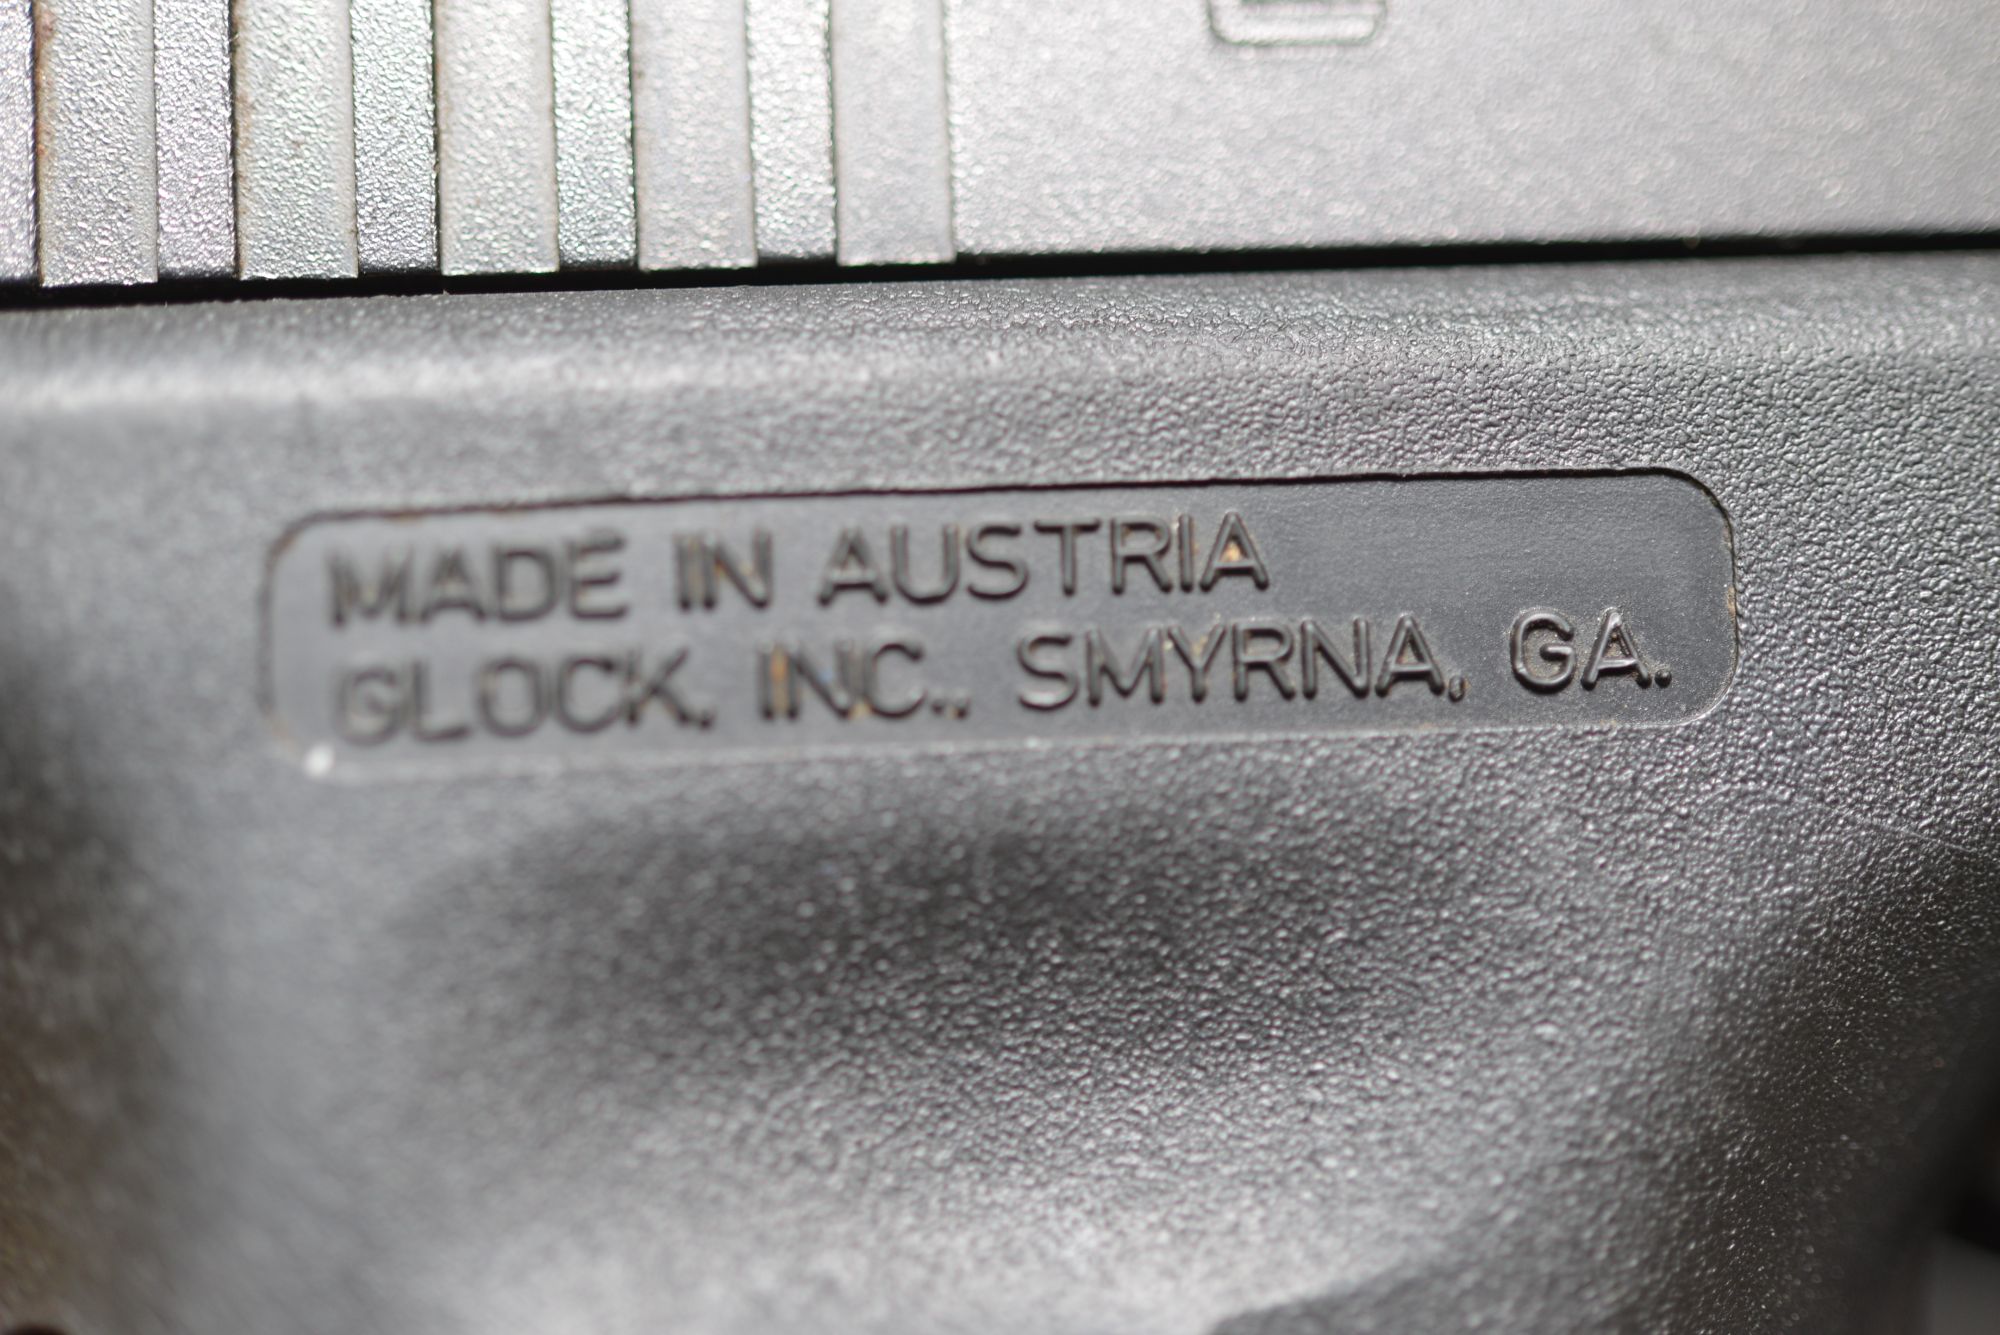 MADE IN AUSTRIA
GLOCK, INC., SMYRNA, GA.